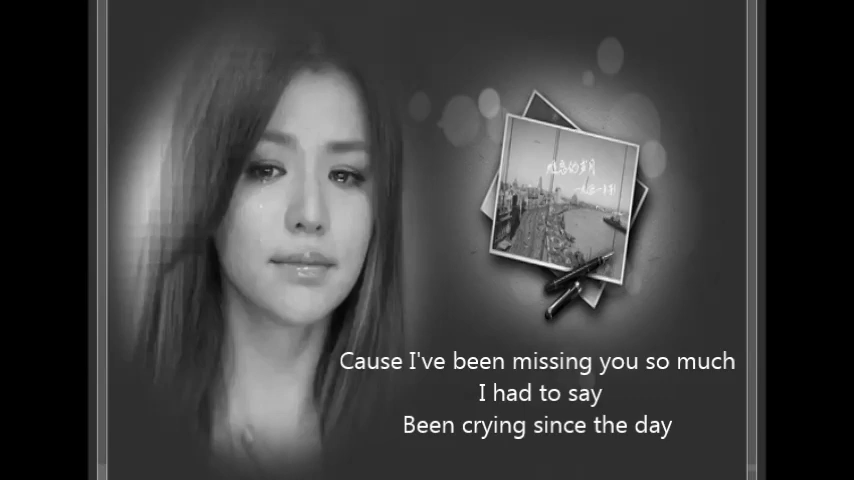 Cause I've been missing you so much
I had to say
Been crying since the day